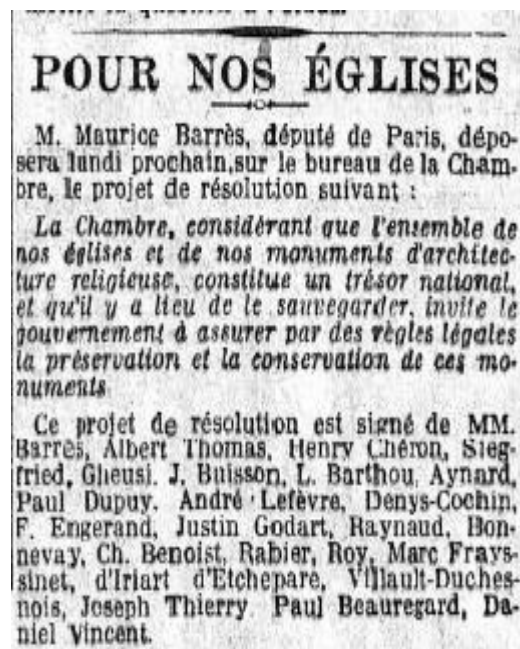 POUR NOS ÉGLISES
M. Maurice Barrès, député de Paris, dépo-
sera lundi prochain, sur le bureau de la Cham-
bre, le projet de résolution suivant :
La Chambre, considérant que l'ensemble de
nos églises et de nos monuments d'architec-
ture religieuse, constitue un trésor national,
et qu'il y a lieu de le sauvegarder, invite le
gouvernement à assurer par des règles légales
la préservation et la conservation de ces mo-
numents
Ce projet de résolution est signé de MM.
Barrès, Albert Thomas, Henry Chéron, Sieg-
fried, Gheusi, J. Buisson, L. Barthou, Aynard,
Paul Dupuy, André Lefèvre, Denys-Cochin,
F. Engerand, Justin Godart, Raynaud, Bon-
nevay, Ch. Benoist, Rabier, Roy, Marc Frays-
sinet, d'Iriart d'Etchepare, Villault-Duches-
nois, Joseph Thierry, Paul Beauregard, Da-
niel Vincent.